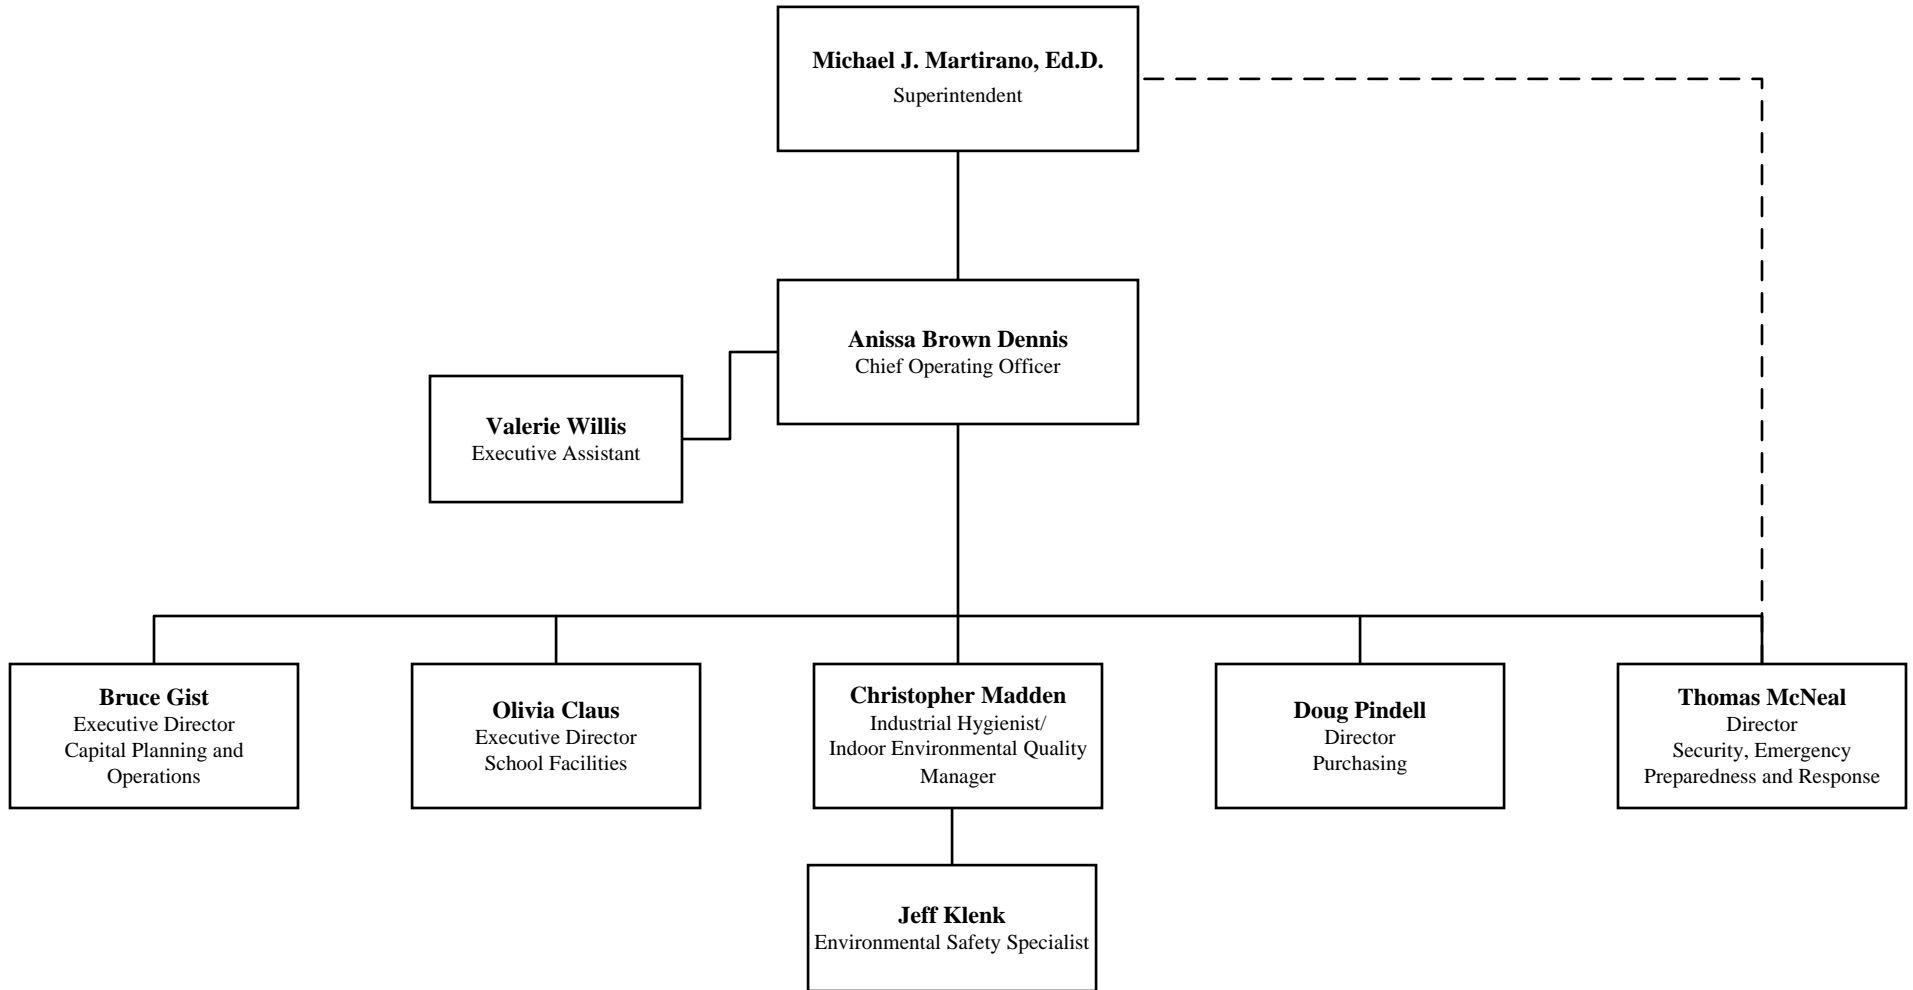 Michael J. Martirano, Ed.D.
Superintendent
Anissa Brown Dennis
Chief Operating Officer
Valerie Willis
Executive Assistant
Bruce Gist
Executive Director
Capital Planning and
Operations
Olivia Claus
Executive Director
School Facilities
Christopher Madden
Industrial Hygienist/
Indoor Environmental Quality
Manager
Doug Pindell
Director
Purchasing
Thomas McNeal
Director
Security, Emergency
Preparedness and Response
Jeff Klenk
Environmental Safety Specialist